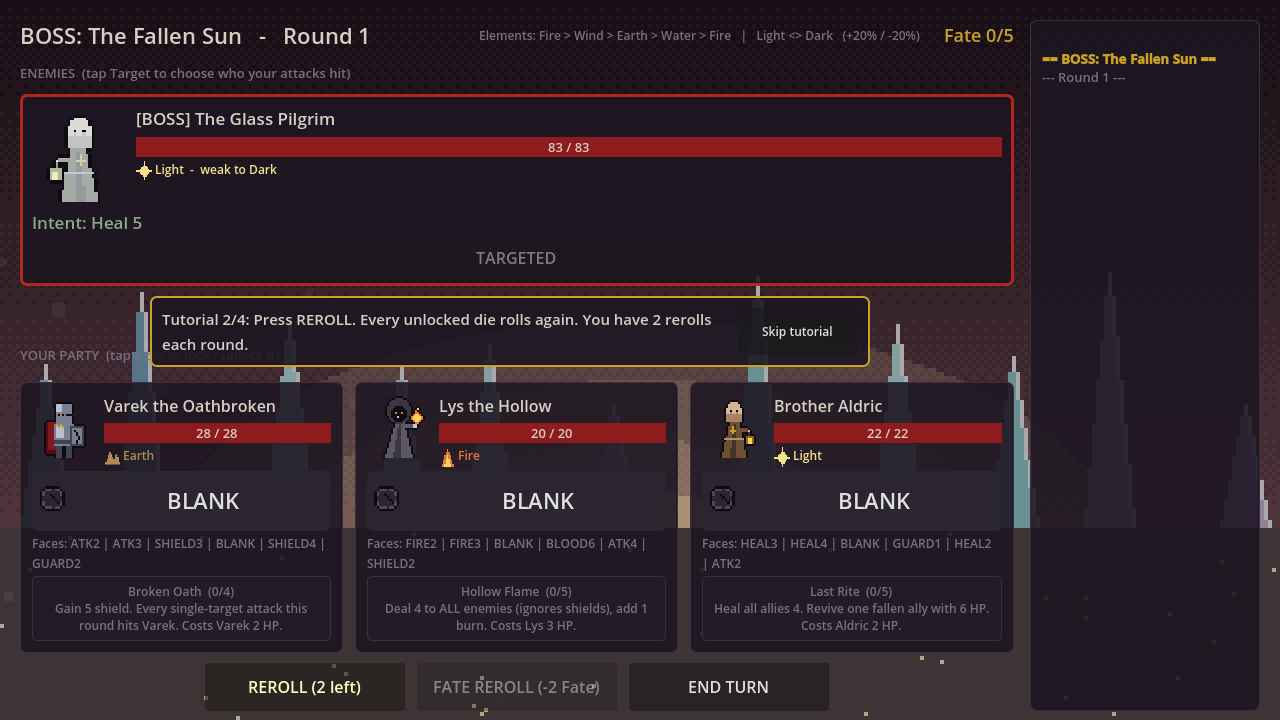 BOSS: The Fallen Sun - Round 1
Elements: Fire > Wind > Earth > Water > Fire | Light <> Dark (+20% / -20%)
Fate 0/5
ENEMIES (tap Target to choose who your attacks hit)
[BOSS] The Glass Pilgrim
83 / 83
Light - weak to Dark
Intent: Heal 5
TARGETED
Tutorial 2/4: Press REROLL. Every unlocked die rolls again. You have 2 rerolls
each round.
Skip tutorial
YOUR PARTY (tap a die to lock / unlock it)
Varek the Oathbroken
28 / 28
Earth
BLANK
Faces: ATK2 | ATK3 | SHIELD3 | BLANK | SHIELD4 |
GUARD2
Broken Oath (0/4)
Gain 5 shield. Every single-target attack this
round hits Varek. Costs Varek 2 HP.
Lys the Hollow
20 / 20
Fire
BLANK
Faces: FIRE2 | FIRE3 | BLANK | BLOOD6 | ATK4 |
SHIELD2
Hollow Flame (0/5)
Deal 4 to ALL enemies (ignores shields), add 1
burn. Costs Lys 3 HP.
Brother Aldric
22 / 22
Light
BLANK
Faces: HEAL3 | HEAL4 | BLANK | GUARD1 | HEAL2
| ATK2
Last Rite (0/5)
Heal all allies 4. Revive one fallen ally with 6 HP.
Costs Aldric 2 HP.
REROLL (2 left)
FATE REROLL (-2 Fate)
END TURN
== BOSS: The Fallen Sun ==
--- Round 1 ---